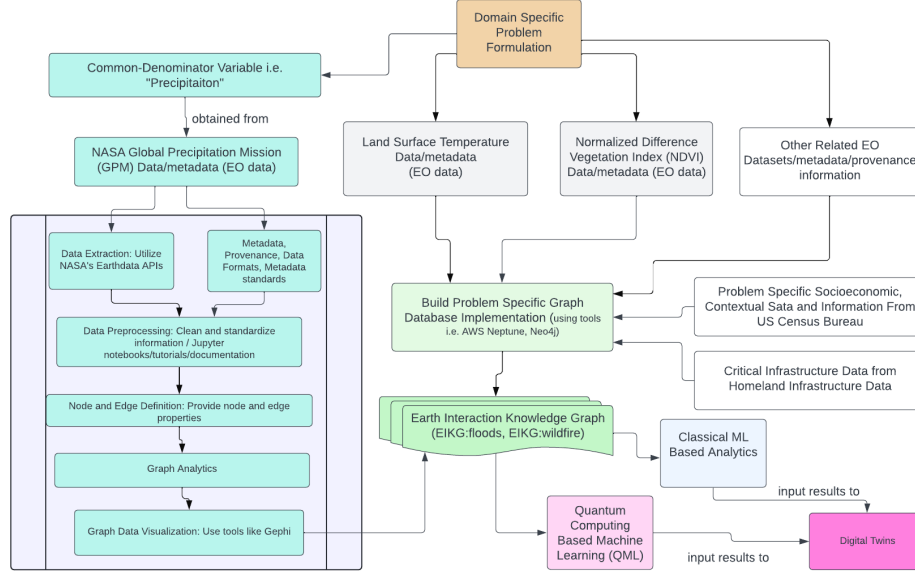 Domain Specific
Problem
Formulation
Common-Denominator Variable i.e.
"Precipitaiton"
obtained from
NASA Global Precipitation Mission
(GPM) Data/metadata (EO data)
Land Surface Temperature
Data/metadata
(EO data)
Normalized Difference
Vegetation Index (NDVI)
Data/metadata (EO data)
Other Related EO
Datasets/metadata/provenance
information
Data Extraction: Utilize
NASA's Earthdata APIs
Metadata,
Provenance, Data
Formats, Metadata
standards
Data Preprocessing: Clean and standardize
information / Jupyter
notebooks/tutorials/documentation
Node and Edge Definition: Provide node and edge
properties
Graph Analytics
Graph Data Visualization: Use tools like Gephi
Build Problem Specific Graph
Database Implementation (using tools
i.e. AWS Neptune, Neo4j)
Problem Specific Socioeconomic,
Contextual Sata and Information From
US Census Bureau
Critical Infrastructure Data from
Homeland Infrastructure Data
Earth Interaction Knowledge Graph
(EIKG:floods, EIKG:wildfire)
Classical ML
Based Analytics
input results to
Quantum
Computing
Based Machine
Learning (QML)
input results to
Digital Twins